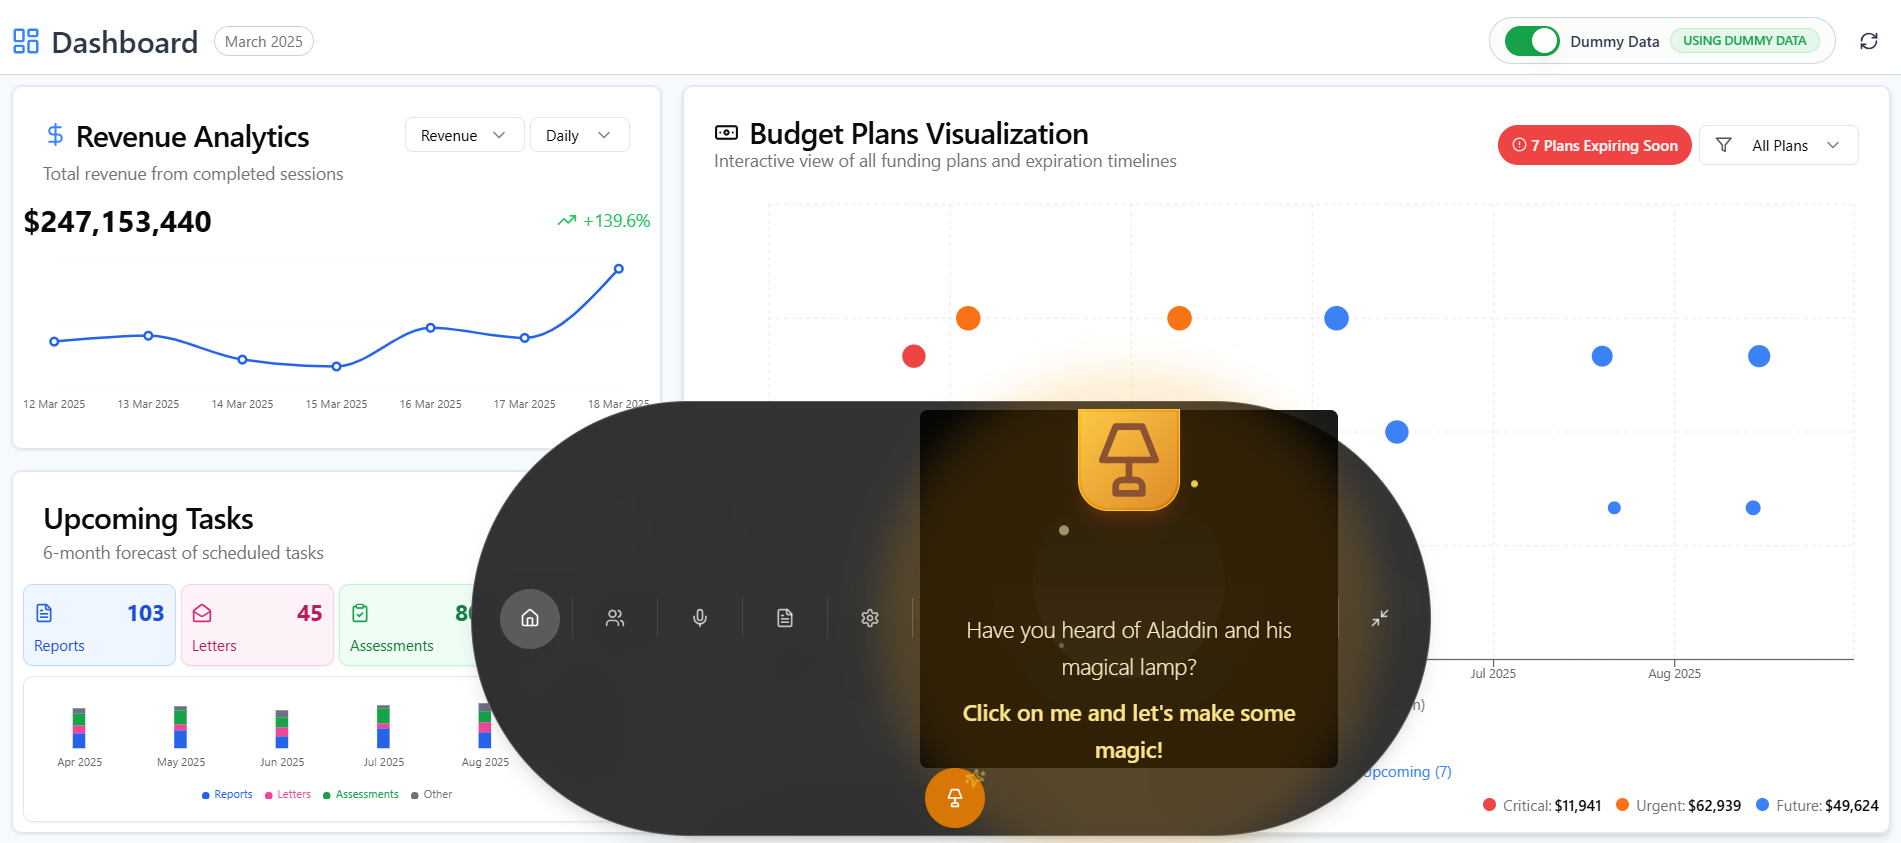 Dashboard
March 2025
Dummy Data
USING DUMMY DATA
Revenue Analytics
Revenue
Daily
Total revenue from completed sessions
$247,153,440
+139.6%
12 Mar 2025
13 Mar 2025
14 Mar 2025
15 Mar 2025
16 Mar 2025
17 Mar 2025
18 Mar 2025
Budget Plans Visualization
Interactive view of all funding plans and expiration timelines
7 Plans Expiring Soon
All Plans
Jul 2025
Aug 2025
Upcoming (7)
Critical: $11,941
Urgent: $62,939
Future: $49,624
Upcoming Tasks
6-month forecast of scheduled tasks
103
Reports
45
Letters
Assessments
Apr 2025
May 2025
Jun 2025
Jul 2025
Aug 2025
Reports
Letters
Assessments
Other
Have you heard of Aladdin and his
magical lamp?
Click on me and let's make some
magic!